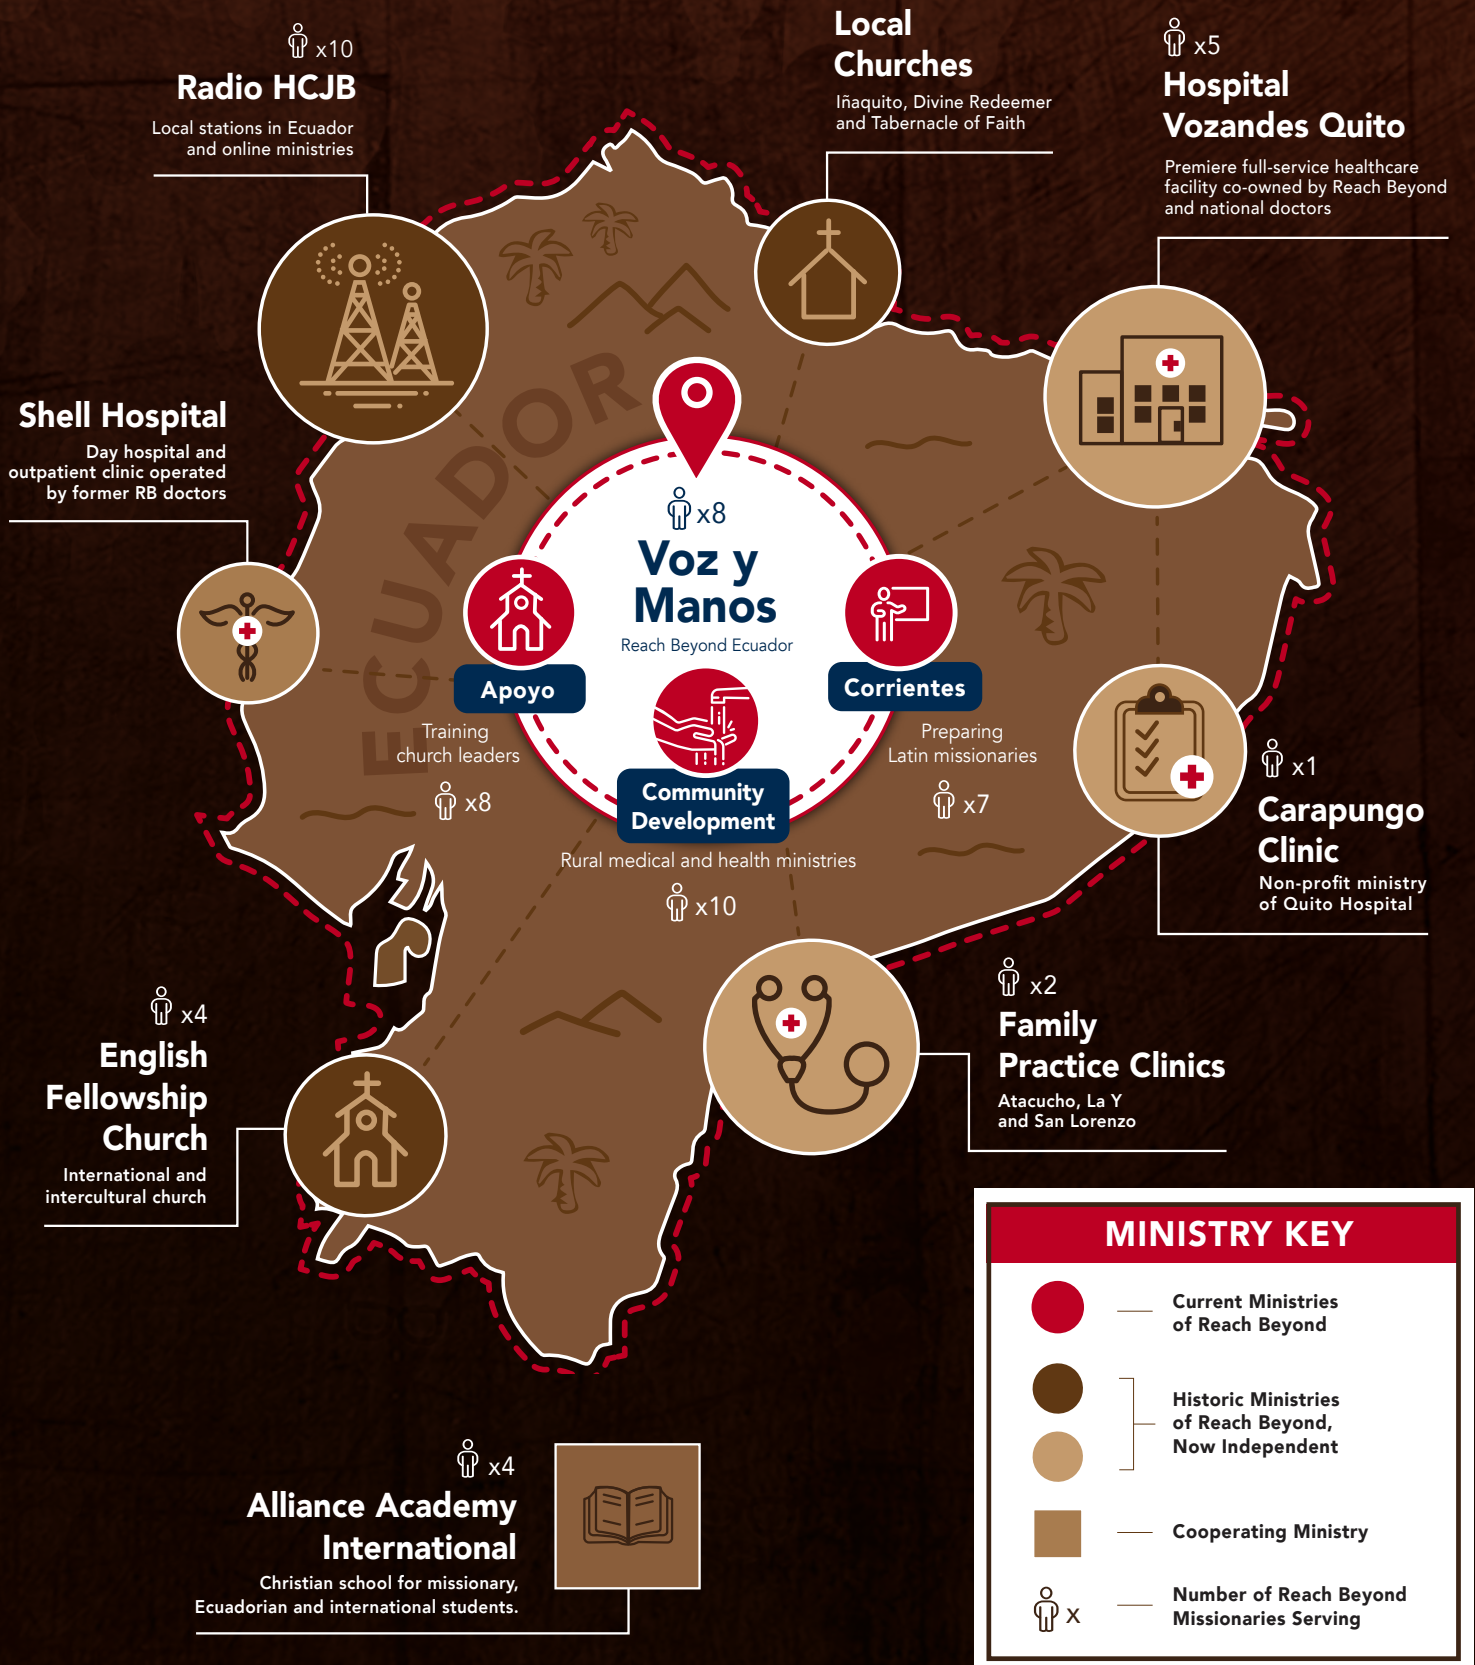 x10
Radio HCJB
Local stations in Ecuador
and online ministries
Local
Churches
Iñaquito, Divine Redeemer
and Tabernacle of Faith
x5
Hospital
Vozandes Quito
Premiere full-service healthcare
facility co-owned by Reach Beyond
and national doctors
Shell Hospital
Day hospital and
outpatient clinic operated
by former RB doctors
ECUADOR
x8
Voz y
Manos
Reach Beyond Ecuador
Apoyo
Training
church leaders
x8
Corrientes
Preparing
Latin missionaries
x7
Community
Development
Rural medical and health ministries
x10
x1
Carapungo
Clinic
Non-profit ministry
of Quito Hospital
x4
English
Fellowship
Church
International and
intercultural church
x2
Family
Practice Clinics
Atacucho, La Y
and San Lorenzo
x4
Alliance Academy
International
Christian school for missionary,
Ecuadorian and international students.
MINISTRY KEY
Current Ministries
of Reach Beyond
Historic Ministries
of Reach Beyond,
Now Independent
Cooperating Ministry
x
Number of Reach Beyond
Missionaries Serving